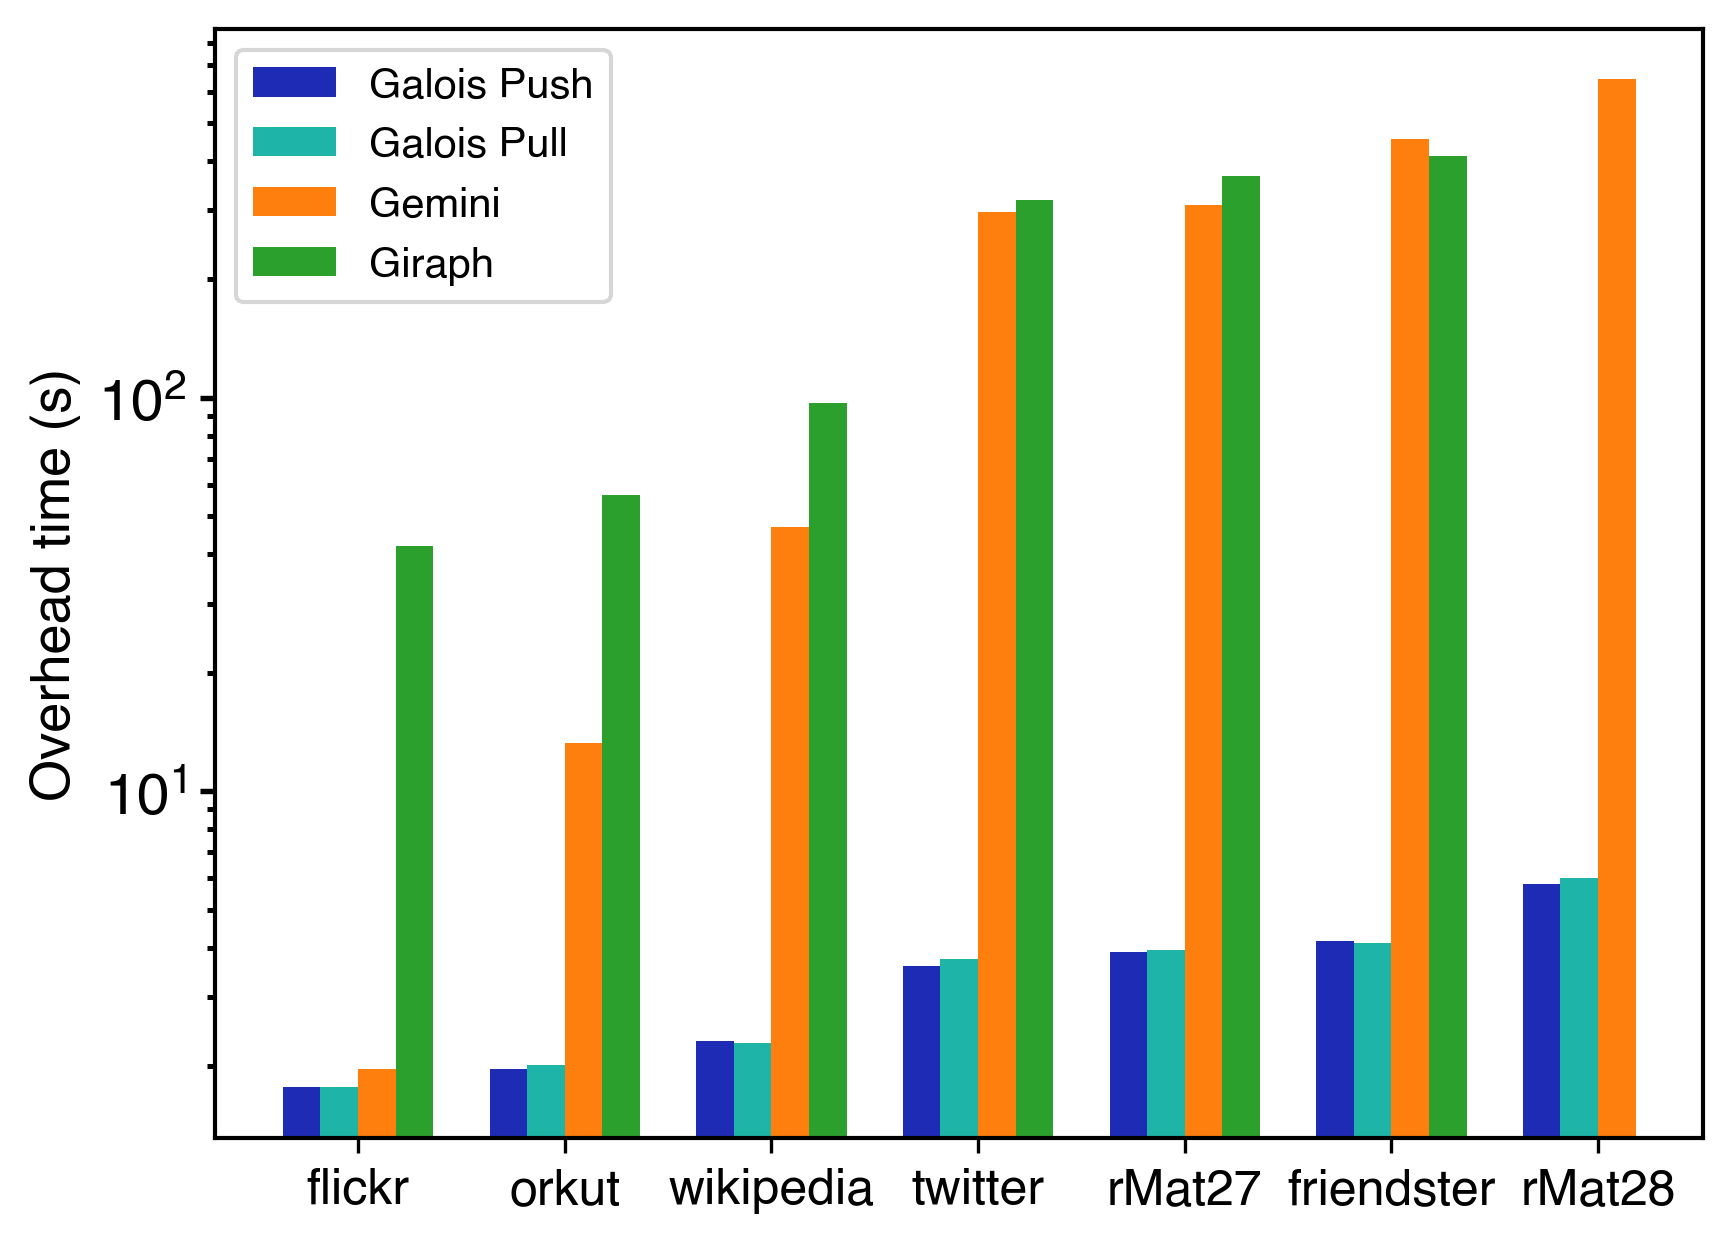 Galois Push
Galois Pull
Gemini
Giraph
Overhead time (s)
10²
10¹
flickr orkut wikipedia twitter rMat27 friendster rMat28